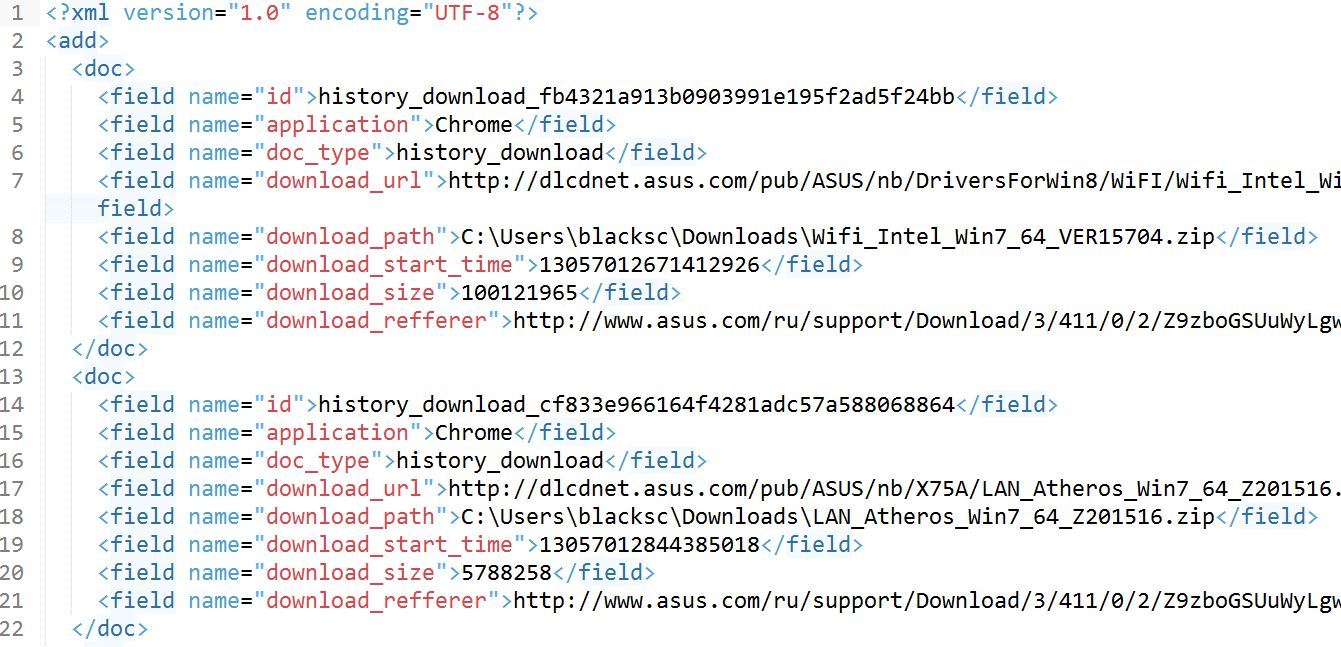 1 <?xml version="1.0" encoding="UTF-8"?>
2 <add>
3 <doc>
4 <field name="id">history_download_fb4321a913b0903991e195f2ad5f24bb</field>
5 <field name="application">Chrome</field>
6 <field name="doc_type">history_download</field>
7 <field name="download_url">http://dlcdnet.asus.com/pub/ASUS/nb/DriversForWin8/WiFI/Wifi_Intel_Wi
field>
8 <field name="download_path">C:\Users\blacksc\Downloads\Wifi_Intel_Win7_64_VER15704.zip</field>
9 <field name="download_start_time">13057012671412926</field>
10 <field name="download_size">100121965</field>
11 <field name="download_refferer">http://www.asus.com/ru/support/Download/3/411/0/2/Z9zboGSUuWyLgw
12 </doc>
13 <doc>
14 <field name="id">history_download_cf833e966164f4281adc57a588068864</field>
15 <field name="application">Chrome</field>
16 <field name="doc_type">history_download</field>
17 <field name="download_url">http://dlcdnet.asus.com/pub/ASUS/nb/X75A/LAN_Atheros_Win7_64_Z201516.
18 <field name="download_path">C:\Users\blacksc\Downloads\LAN_Atheros_Win7_64_Z201516.zip</field>
19 <field name="download_start_time">13057012844385018</field>
20 <field name="download_size">5788258</field>
21 <field name="download_refferer">http://www.asus.com/ru/support/Download/3/411/0/2/Z9zboGSUuWyLgw
22 </doc>